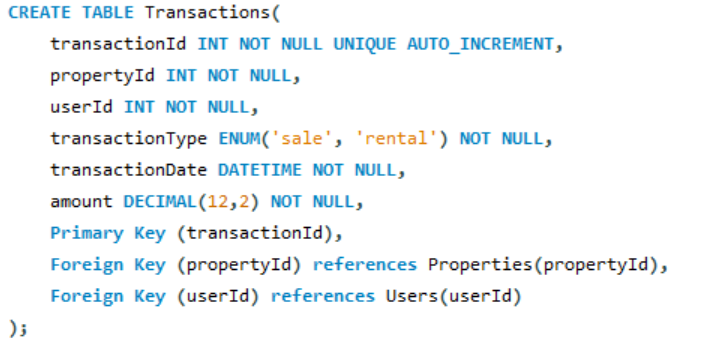 CREATE TABLE Transactions(
    transactionId INT NOT NULL UNIQUE AUTO_INCREMENT,
    propertyId INT NOT NULL,
    userId INT NOT NULL,
    transactionType ENUM('sale', 'rental') NOT NULL,
    transactionDate DATETIME NOT NULL,
    amount DECIMAL(12,2) NOT NULL,
    Primary Key (transactionId),
    Foreign Key (propertyId) references Properties(propertyId),
    Foreign Key (userId) references Users(userId)
);